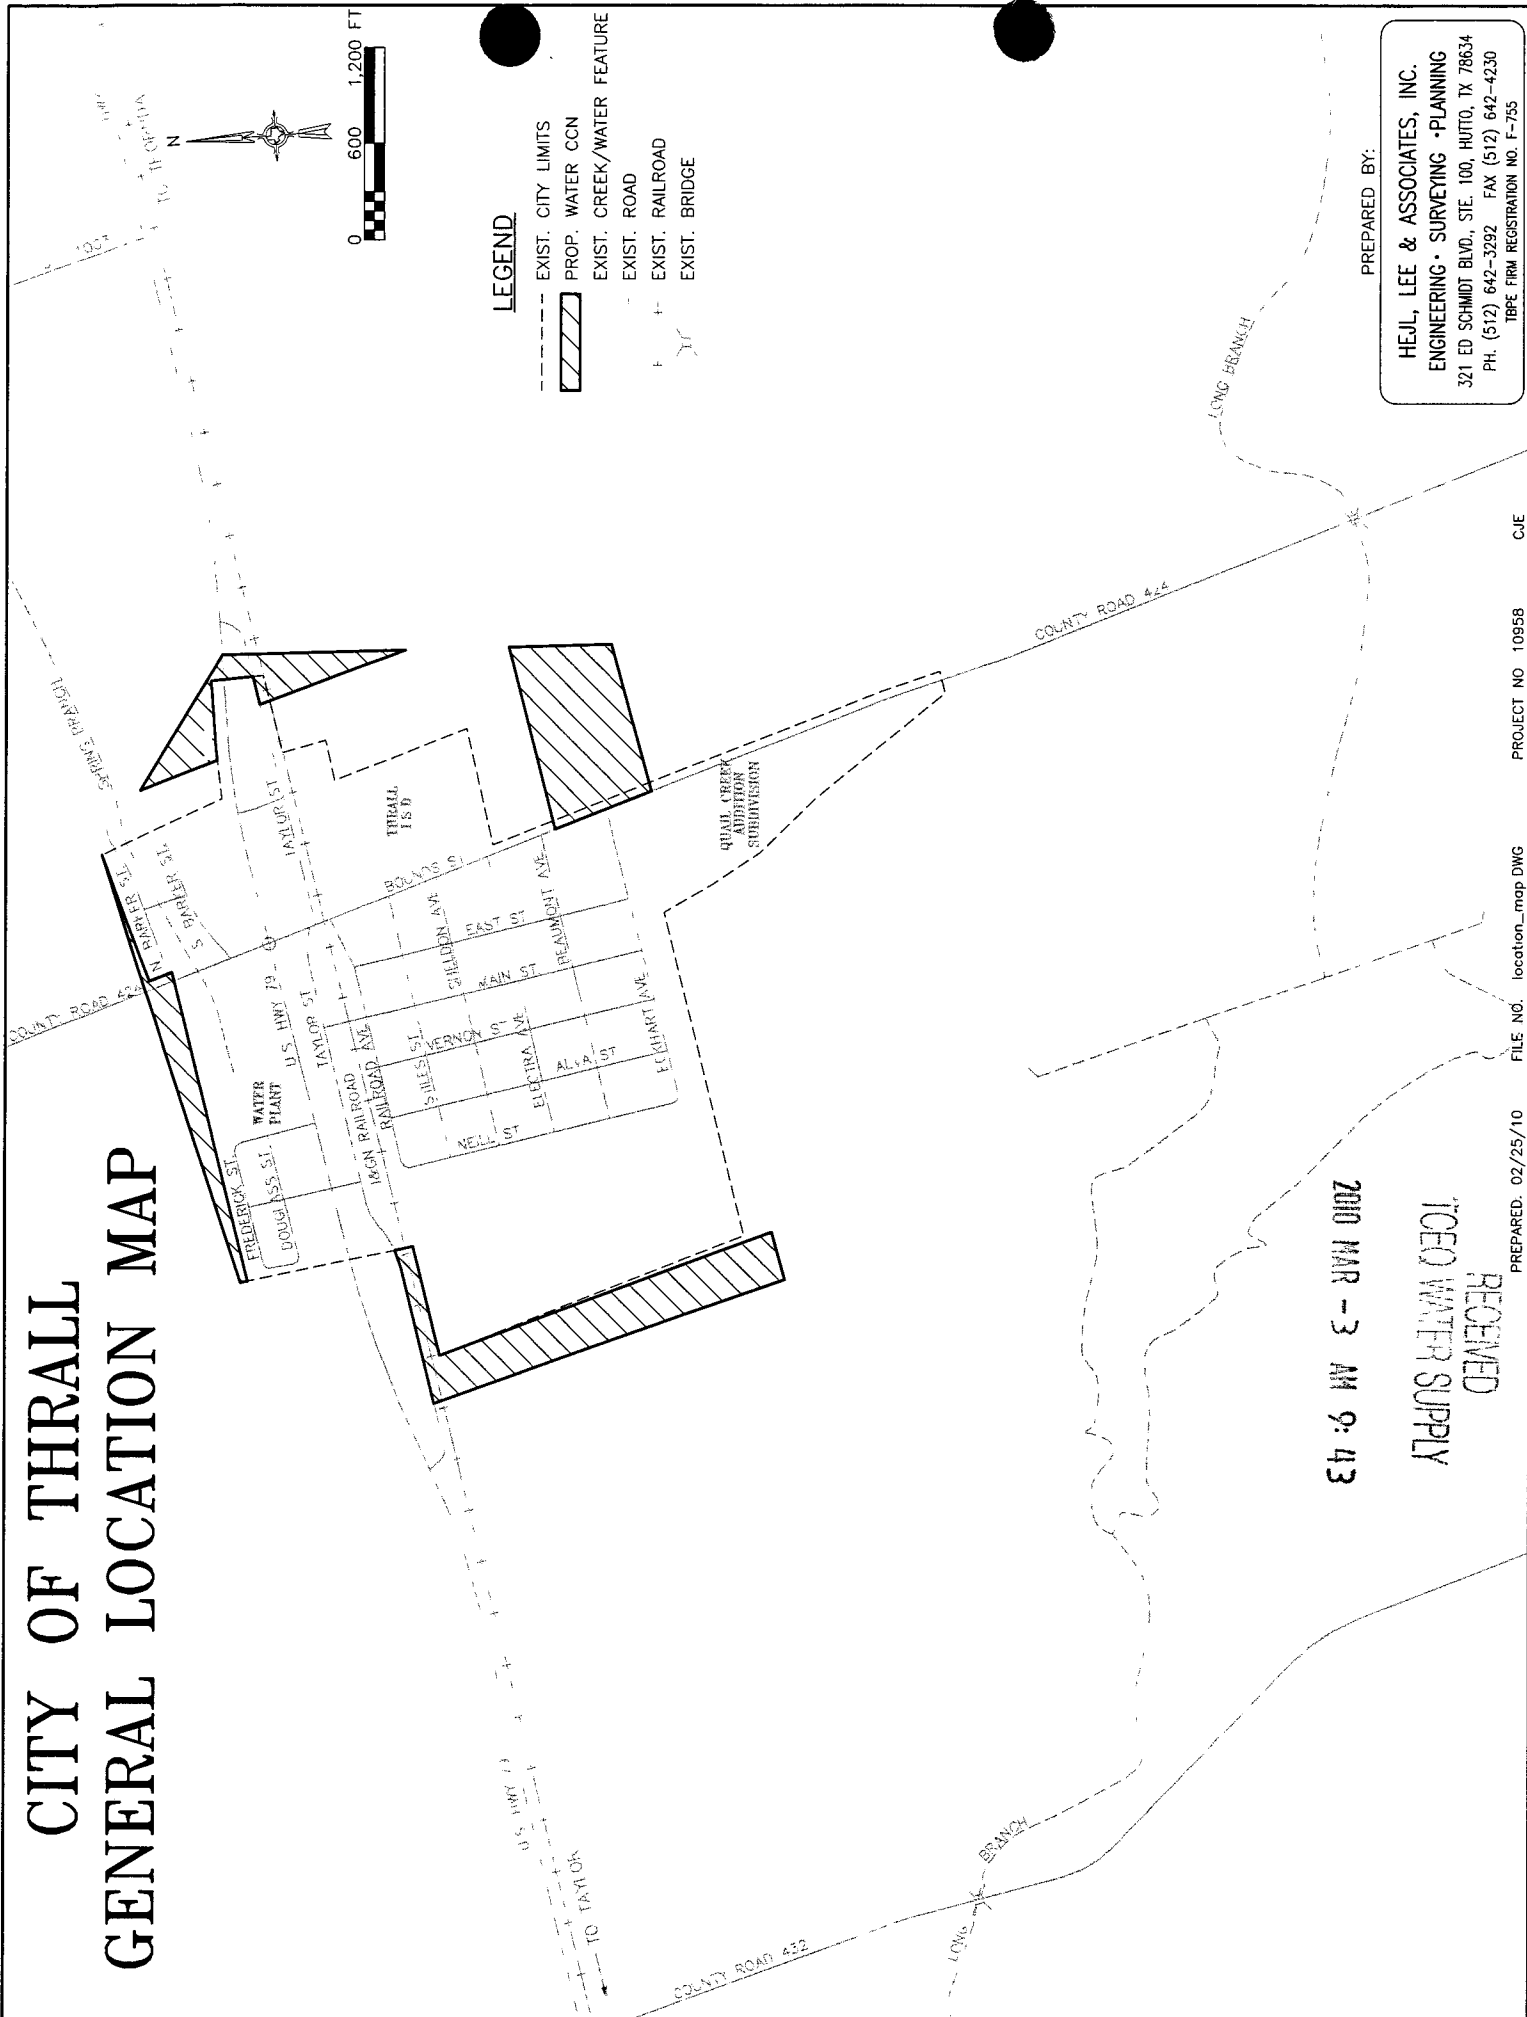 CITY OF THRALL
GENERAL LOCATION MAP
N
0 600 1,200 FT
LEGEND
EXIST. CITY LIMITS
PROP. WATER CCN
EXIST. CREEK/WATER FEATURE
EXIST. ROAD
EXIST. RAILROAD
EXIST. BRIDGE
SPRING BRANCH
N. BARKER ST.
S BARKER ST.
COUNTY ROAD 424
U.S. HWY 79
TAYLOR ST
TAYLOR ST
WATER
PLANT
FREDERICK ST
DOUGLASS ST
I&GN RAILROAD
RAILROAD AVE
BOUNDS ST
THRALL
ISD
STILES ST
SHELDON AVE
VERNON ST
EAST ST
MAIN ST
ELECTRA AVE
BEAUMONT AVE
NELL ST
ALVA ST
ECKHART AVE
QUAIL CREEK
ADDITION
SUBDIVISION
U.S. HWY 79
TO TAYLOR
COUNTY ROAD 432
LONG BRANCH
COUNTY ROAD 424
LONG BRANCH
RECEIVED
TCEQ WATER SUPPLY
2010 MAR -3 AM 9:43
PREPARED BY:
HEJL, LEE & ASSOCIATES, INC.
ENGINEERING · SURVEYING · PLANNING
321 ED SCHMIDT BLVD., STE. 100, HUTTO, TX 78634
PH. (512) 642-3292 FAX (512) 642-4230
TBPE FIRM REGISTRATION NO. F-755
PREPARED. 02/25/10 FILE NO. location_map DWG PROJECT NO 10958 CJE